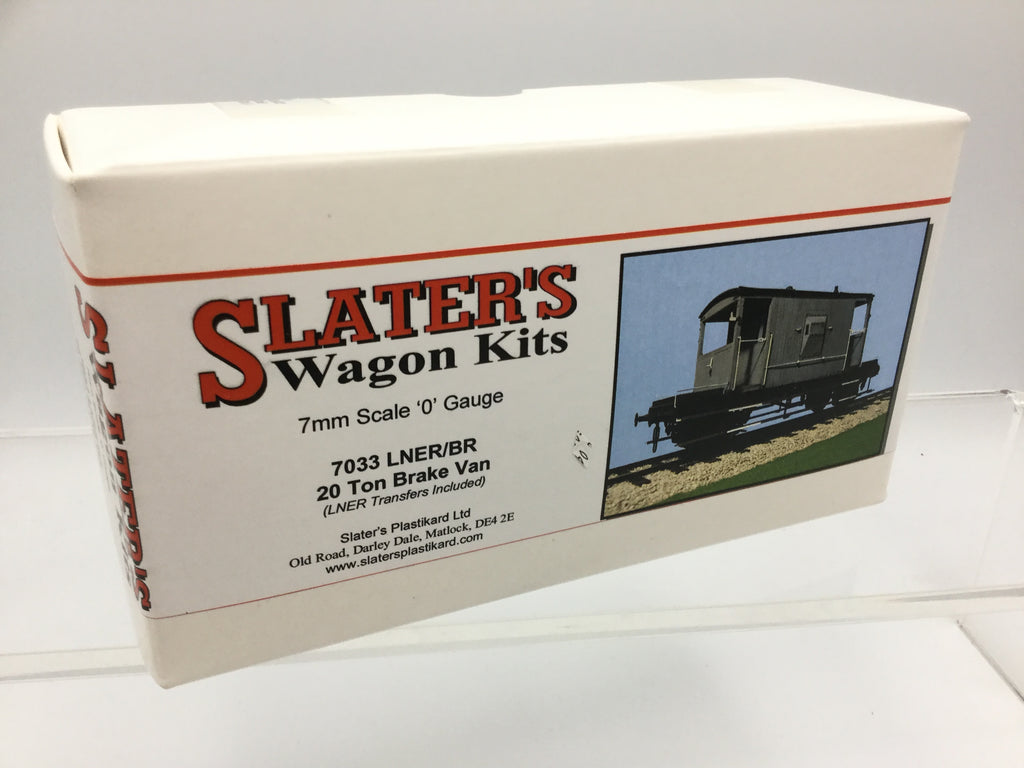 SLATER'S
Wagon Kits
7mm Scale '0' Gauge
7033 LNER/BR
20 Ton Brake Van
(LNER Transfers Included)
Slater's Plastikard Ltd
Old Road, Darley Dale, Matlock, DE4 2E
www.slatersplastikard.com
SLATER'S